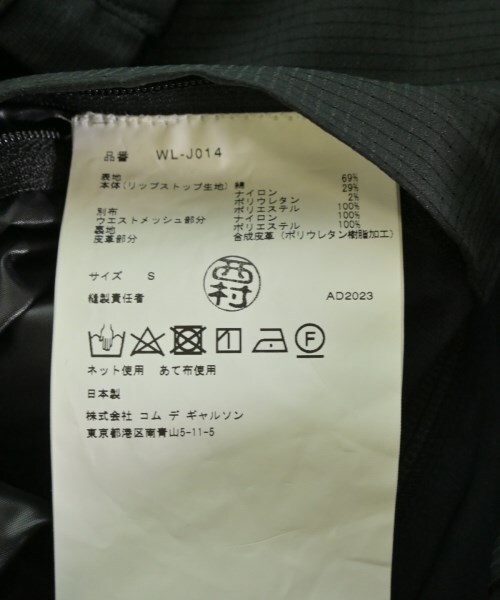 品番 WL-J014
表地
本体(リップストップ生地) 綿 69%
ナイロン 29%
ポリウレタン 2%
別布 ポリエステル 100%
ウエストメッシュ部分 ナイロン 100%
裏地 ポリエステル 100%
皮革部分 合成皮革 (ポリウレタン樹脂加工)
サイズ S
西村
縫製責任者 AD2023
F
ネット使用 あて布使用
日本製
株式会社 コム デ ギャルソン
東京都港区南青山5-11-5